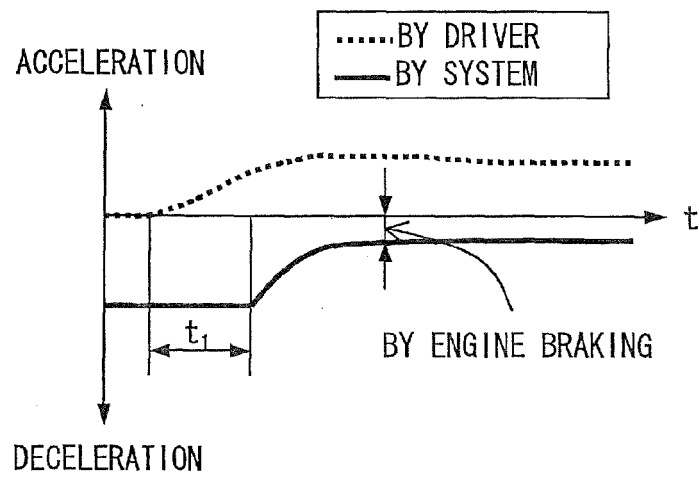 BY DRIVER
BY SYSTEM
ACCELERATION
t
t₁
BY ENGINE BRAKING
DECELERATION